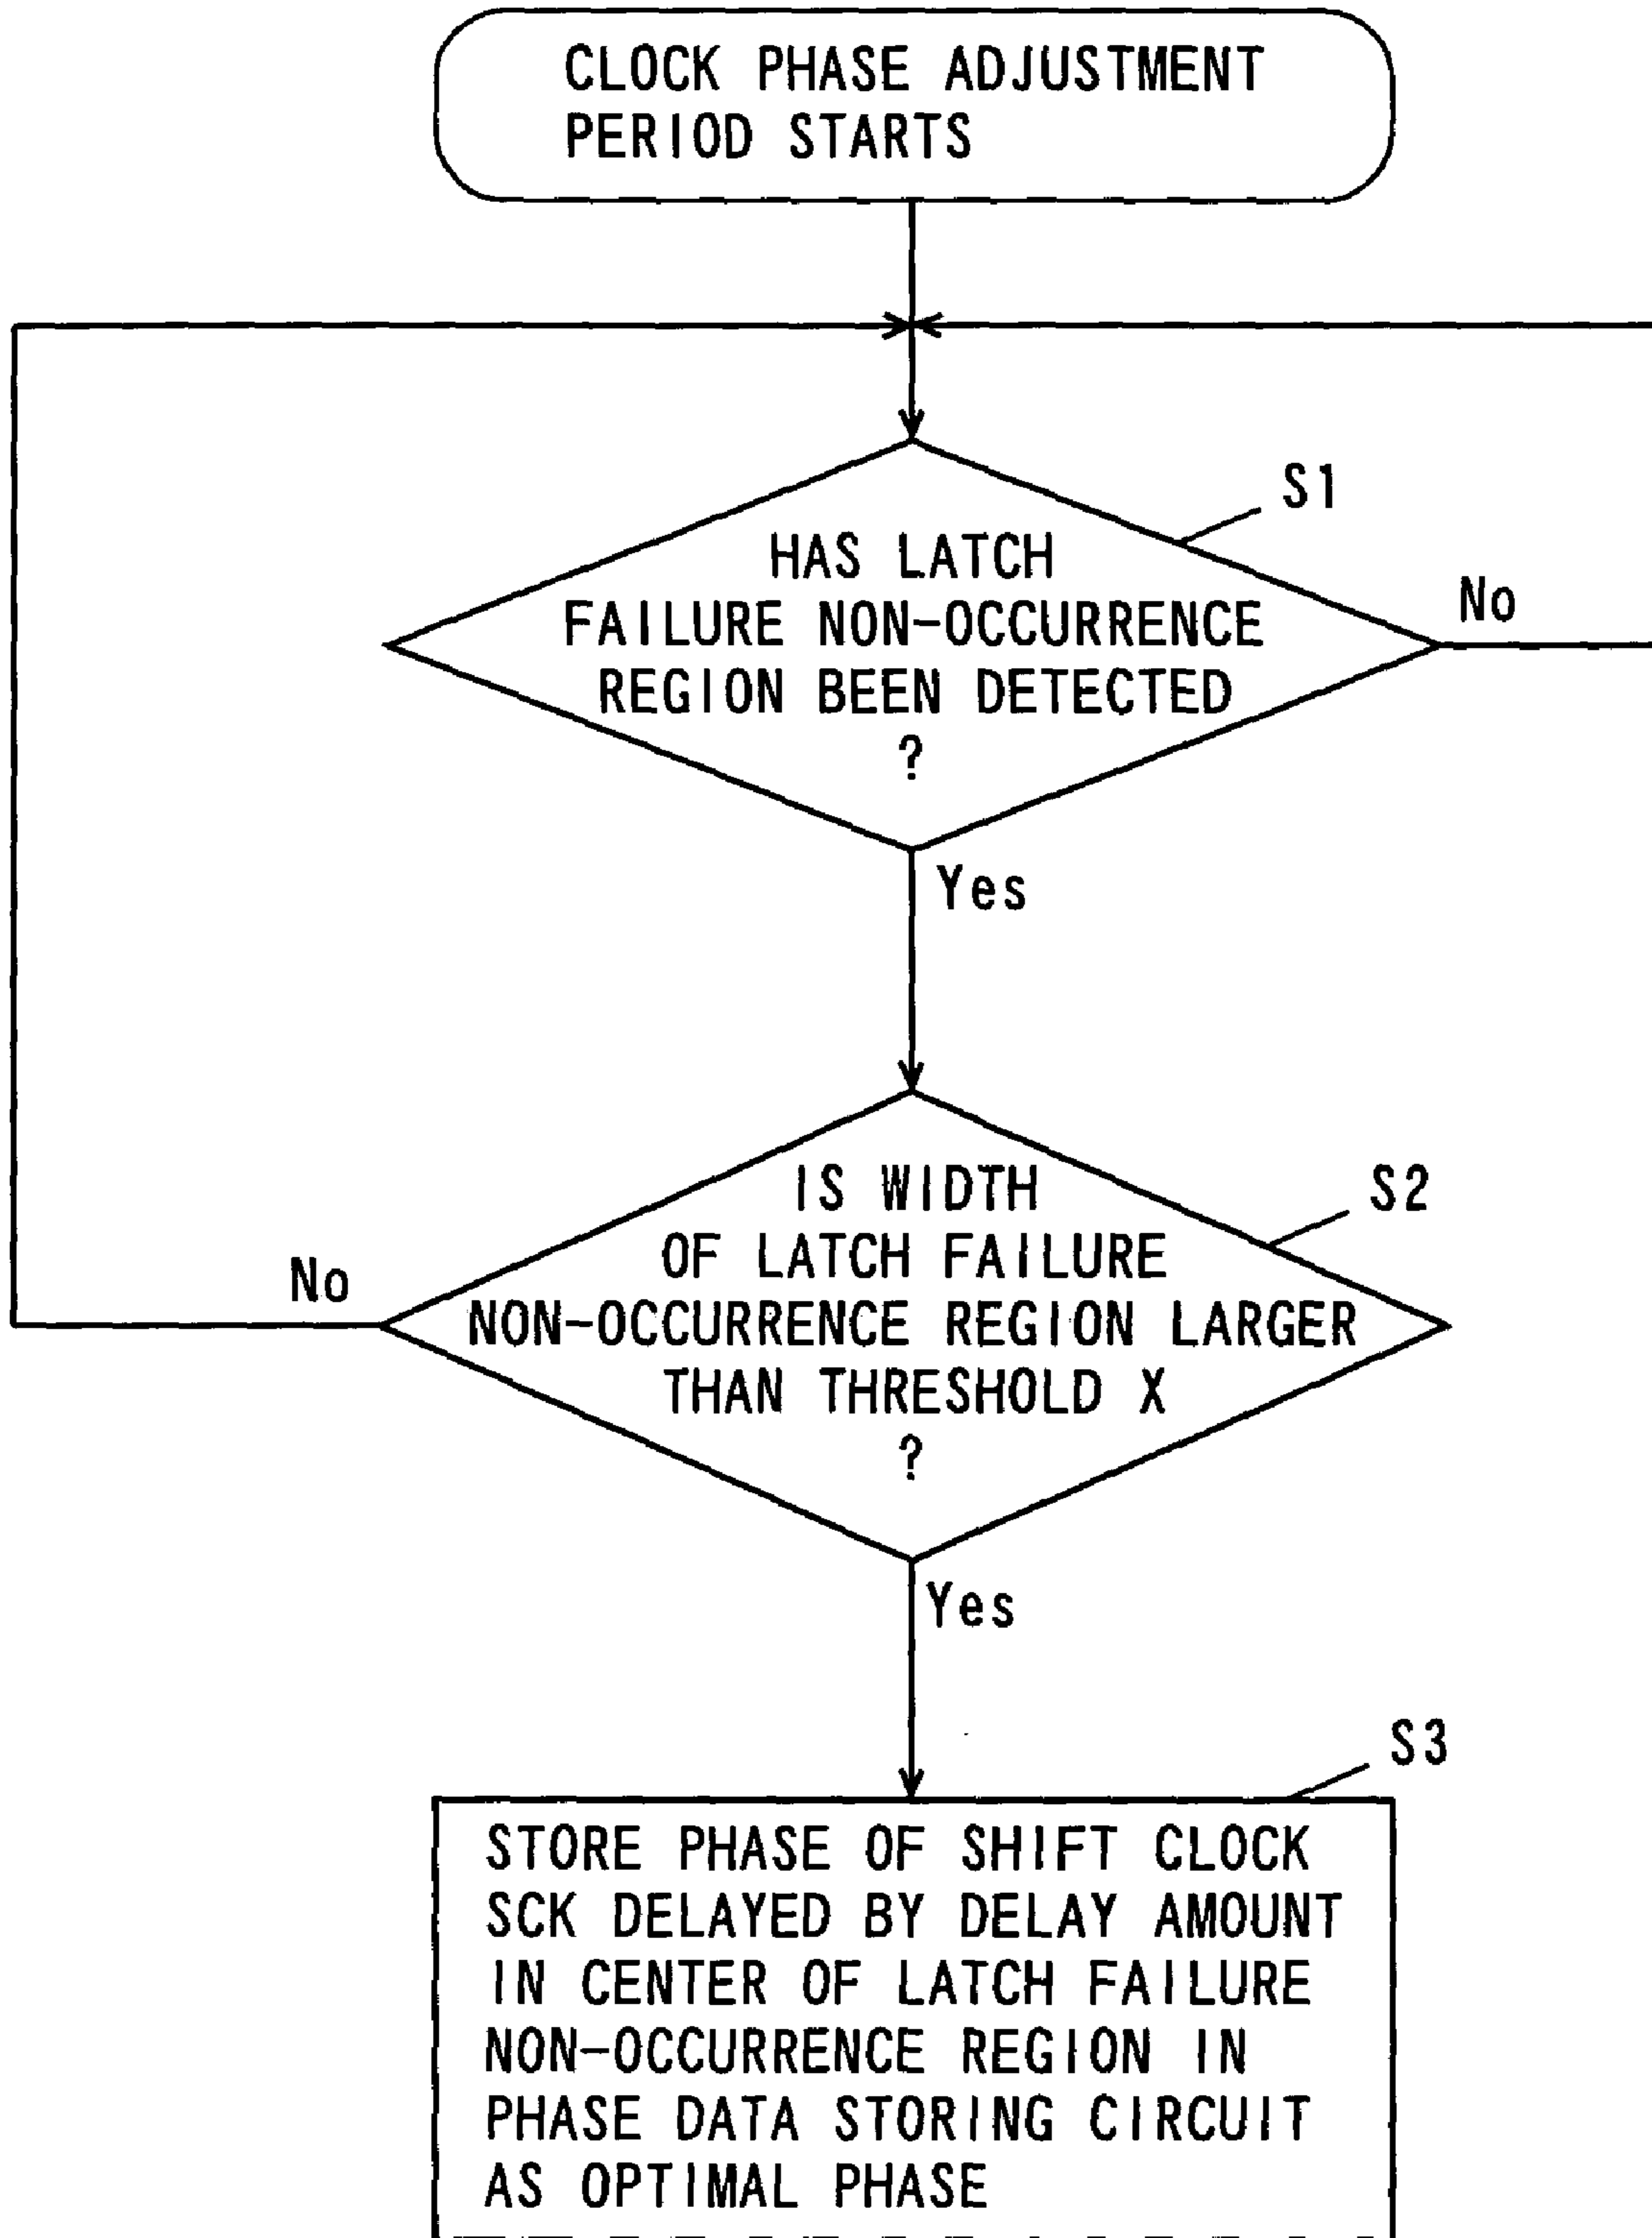 CLOCK PHASE ADJUSTMENT
PERIOD STARTS
S1
HAS LATCH
FAILURE NON-OCCURRENCE
REGION BEEN DETECTED
?
No
Yes
S2
IS WIDTH
OF LATCH FAILURE
NON-OCCURRENCE REGION LARGER
THAN THRESHOLD X
?
No
Yes
S3
STORE PHASE OF SHIFT CLOCK
SCK DELAYED BY DELAY AMOUNT
IN CENTER OF LATCH FAILURE
NON-OCCURRENCE REGION IN
PHASE DATA STORING CIRCUIT
AS OPTIMAL PHASE